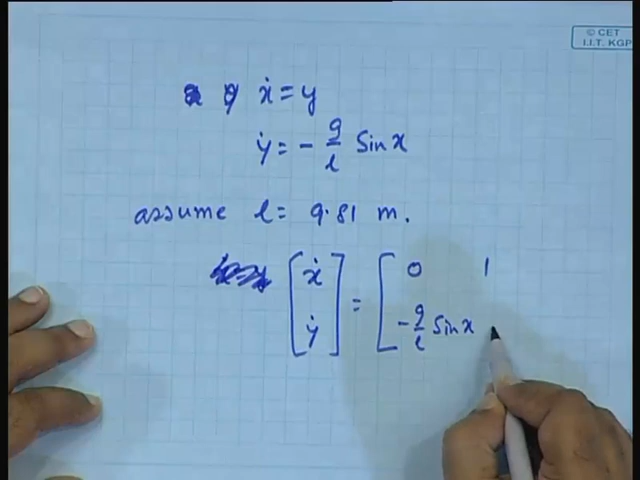 © CET
I.I.T. KGP
ẋ = y
ẏ = - g/l Sin x
assume l = 9.81 m.
[ẋ ẏ] = [0 1
-g/l Sin x